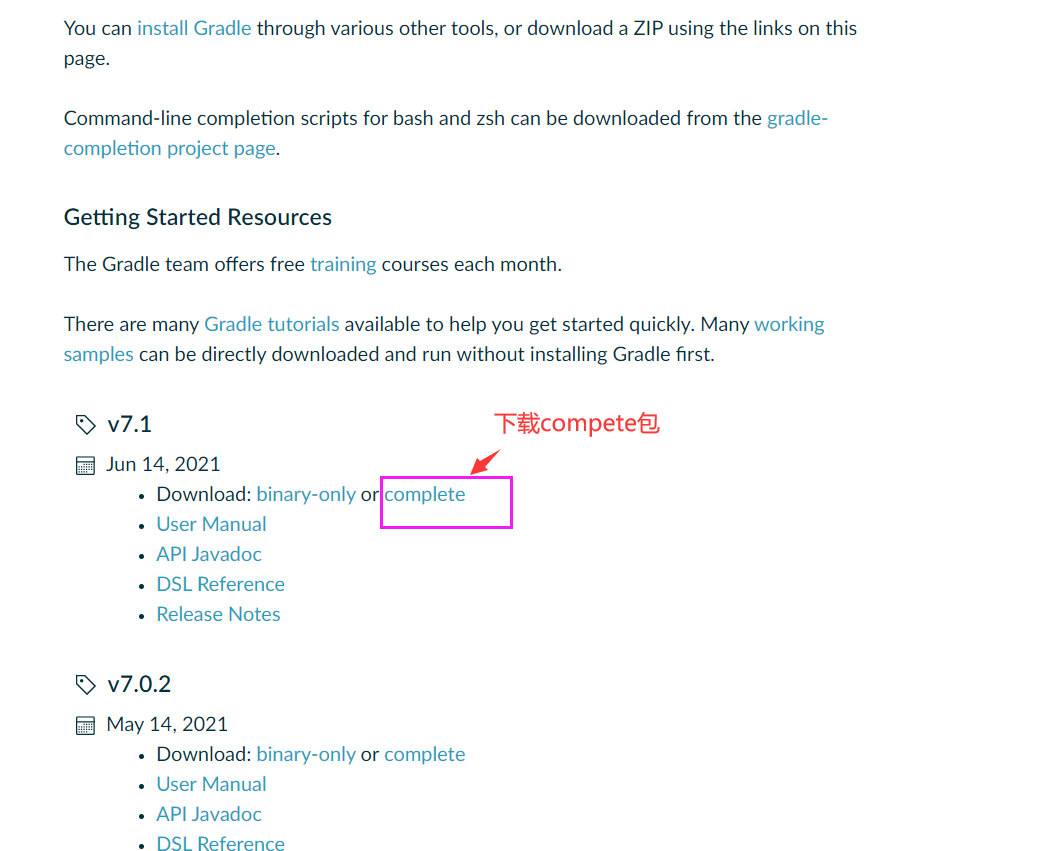 You can install Gradle through various other tools, or download a ZIP using the links on this
page.
Command-line completion scripts for bash and zsh can be downloaded from the gradle-
completion project page.
Getting Started Resources
The Gradle team offers free training courses each month.
There are many Gradle tutorials available to help you get started quickly. Many working
samples can be directly downloaded and run without installing Gradle first.
v7.1
下载compete包
Jun 14, 2021
Download: binary-only or complete
User Manual
API Javadoc
DSL Reference
Release Notes
v7.0.2
May 14, 2021
Download: binary-only or complete
User Manual
API Javadoc
DSL Reference